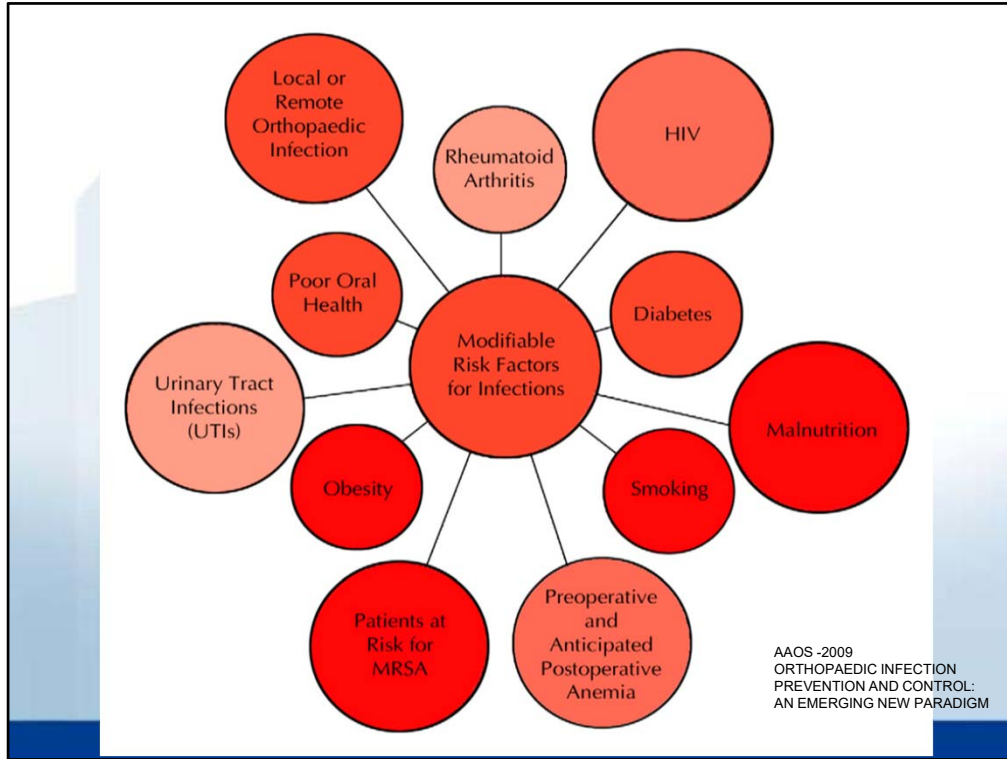 Local or
Remote
Orthopaedic
Infection
Rheumatoid
Arthritis
HIV
Poor Oral
Health
Modifiable
Risk Factors
for Infections
Diabetes
Urinary Tract
Infections
(UTIs)
Malnutrition
Obesity
Smoking
Patients at
Risk for
MRSA
Preoperative
and
Anticipated
Postoperative
Anemia
AAOS -2009
ORTHOPAEDIC INFECTION
PREVENTION AND CONTROL:
AN EMERGING NEW PARADIGM